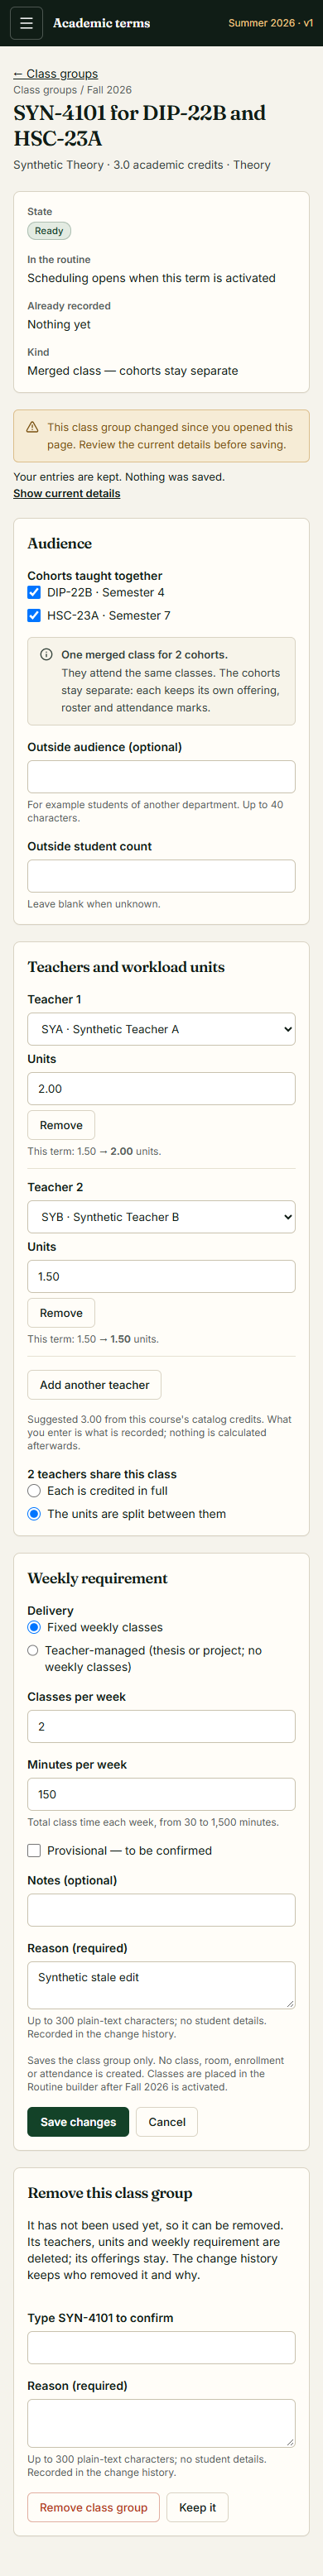 Academic terms
Summer 2026 · v1
← Class groups
Class groups / Fall 2026
SYN-4101 for DIP-22B and
HSC-23A
Synthetic Theory · 3.0 academic credits · Theory
State
Ready
In the routine
Scheduling opens when this term is activated
Already recorded
Nothing yet
Kind
Merged class — cohorts stay separate
This class group changed since you opened this
page. Review the current details before saving.
Your entries are kept. Nothing was saved.
Show current details
Audience
Cohorts taught together
DIP-22B · Semester 4
HSC-23A · Semester 7
One merged class for 2 cohorts.
They attend the same classes. The cohorts
stay separate: each keeps its own offering,
roster and attendance marks.
Outside audience (optional)
For example students of another department. Up to 40
characters.
Outside student count
Leave blank when unknown.
Teachers and workload units
Teacher 1
SYA · Synthetic Teacher A
Units
2.00
Remove
This term: 1.50 → 2.00 units.
Teacher 2
SYB · Synthetic Teacher B
Units
1.50
Remove
This term: 1.50 → 1.50 units.
Add another teacher
Suggested 3.00 from this course's catalog credits. What
you enter is what is recorded; nothing is calculated
afterwards.
2 teachers share this class
Each is credited in full
The units are split between them
Weekly requirement
Delivery
Fixed weekly classes
Teacher-managed (thesis or project; no
weekly classes)
Classes per week
2
Minutes per week
150
Total class time each week, from 30 to 1,500 minutes.
Provisional — to be confirmed
Notes (optional)
Reason (required)
Synthetic stale edit
Up to 300 plain-text characters; no student details.
Recorded in the change history.
Saves the class group only. No class, room, enrollment
or attendance is created. Classes are placed in the
Routine builder after Fall 2026 is activated.
Save changes
Cancel
Remove this class group
It has not been used yet, so it can be removed.
Its teachers, units and weekly requirement are
deleted; its offerings stay. The change history
keeps who removed it and why.
Type SYN-4101 to confirm
Reason (required)
Up to 300 plain-text characters; no student details.
Recorded in the change history.
Remove class group
Keep it